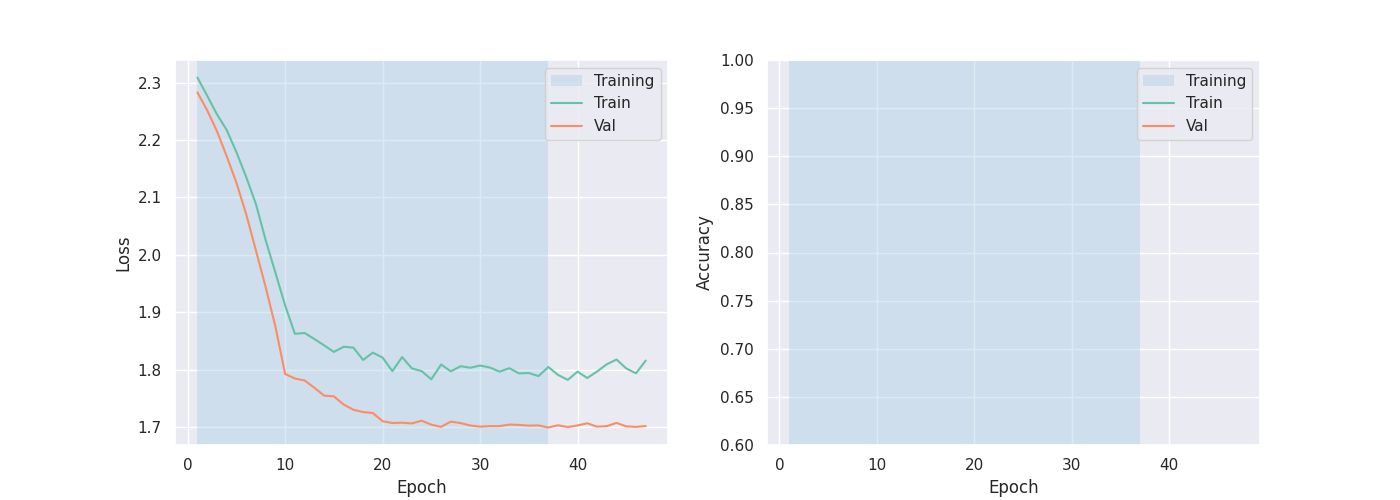 2.3
2.2
2.1
2.0
1.9
1.8
1.7
Loss
0 10 20 30 40
Epoch
Training
Train
Val
1.00
0.95
0.90
0.85
0.80
0.75
0.70
0.65
0.60
Accuracy
0 10 20 30 40
Epoch
Training
Train
Val